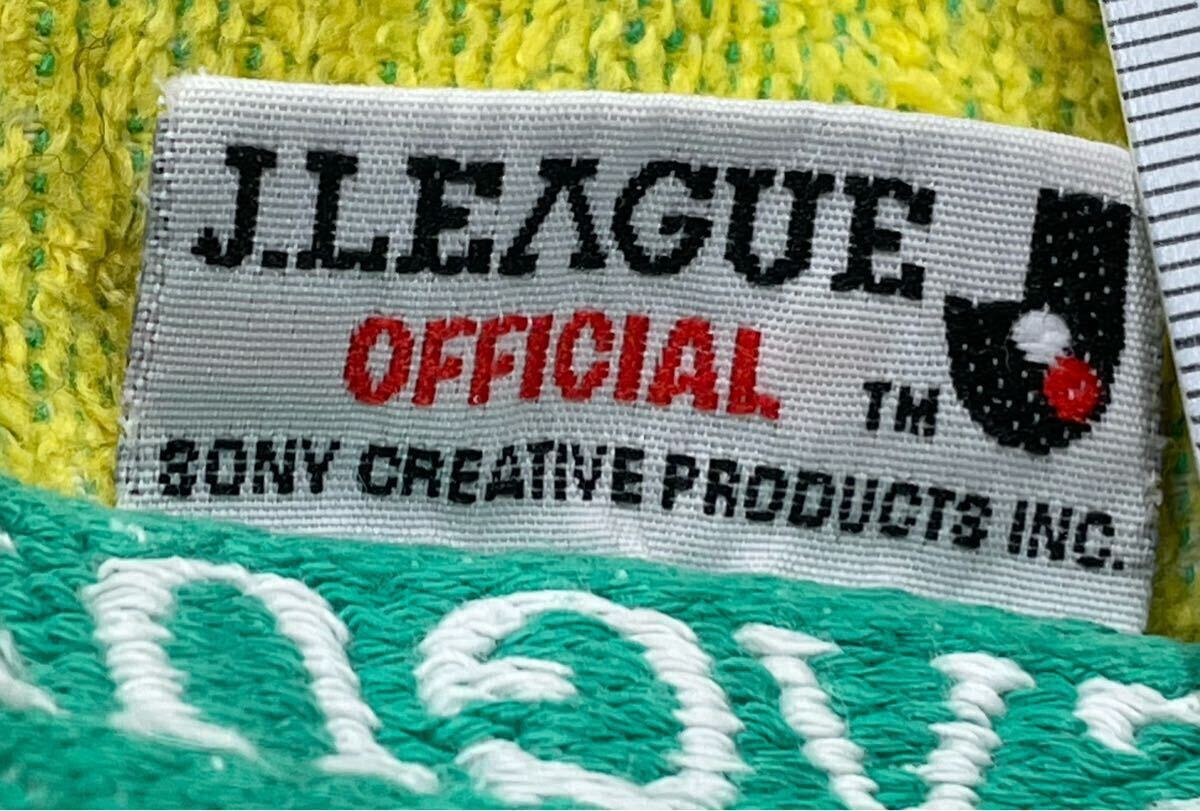 J.LEAGUE
OFFICIAL
TM
SONY CREATIVE PRODUCTS INC.